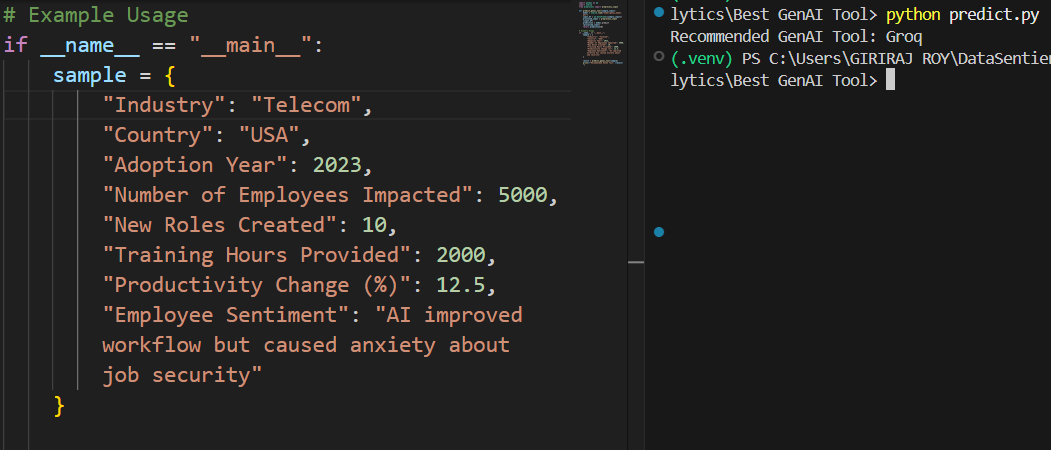 # Example Usage
if __name__ == "__main__":
    sample = {
        "Industry": "Telecom",
        "Country": "USA",
        "Adoption Year": 2023,
        "Number of Employees Impacted": 5000,
        "New Roles Created": 10,
        "Training Hours Provided": 2000,
        "Productivity Change (%)": 12.5,
        "Employee Sentiment": "AI improved
        workflow but caused anxiety about
        job security"
    }
lytics\Best GenAI Tool> python predict.py
Recommended GenAI Tool: Groq
(.venv) PS C:\Users\GIRIRAJ ROY\DataSentien
lytics\Best GenAI Tool>